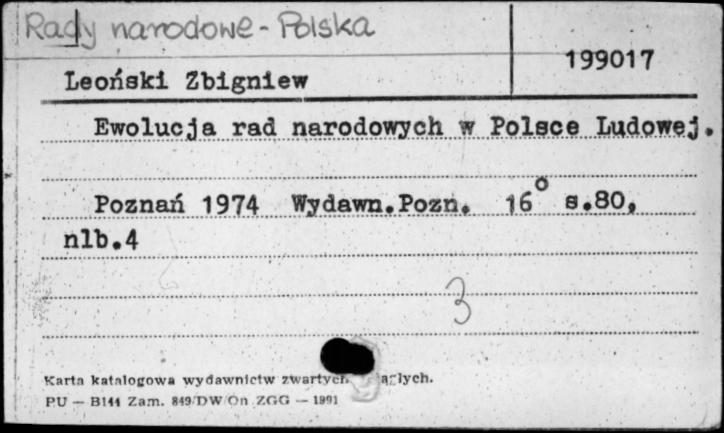 Rady narodowe - Polska
199017
Leoński Zbigniew
Ewolucja rad narodowych w Polsce Ludowej.
Poznań 1974 Wydawn.Pozn. 16° s.80,
nlb.4
3
Karta katalogowa wydawnictw zwartych
PU — B144 Zam. 849/DW/On ZGG — 1991